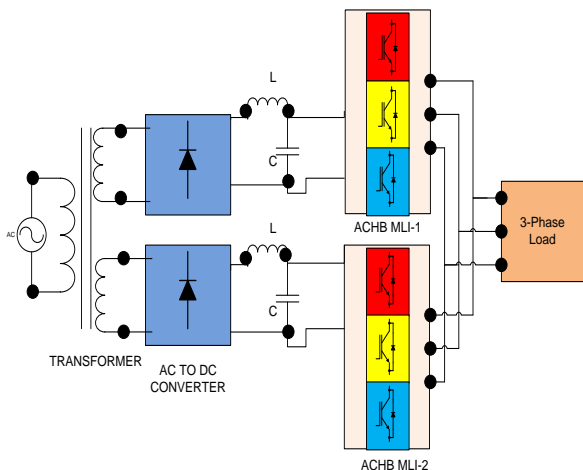 L
C
ACHB MLI-1
AC
3-Phase
Load
L
C
TRANSFORMER
AC TO DC
CONVERTER
ACHB MLI-2